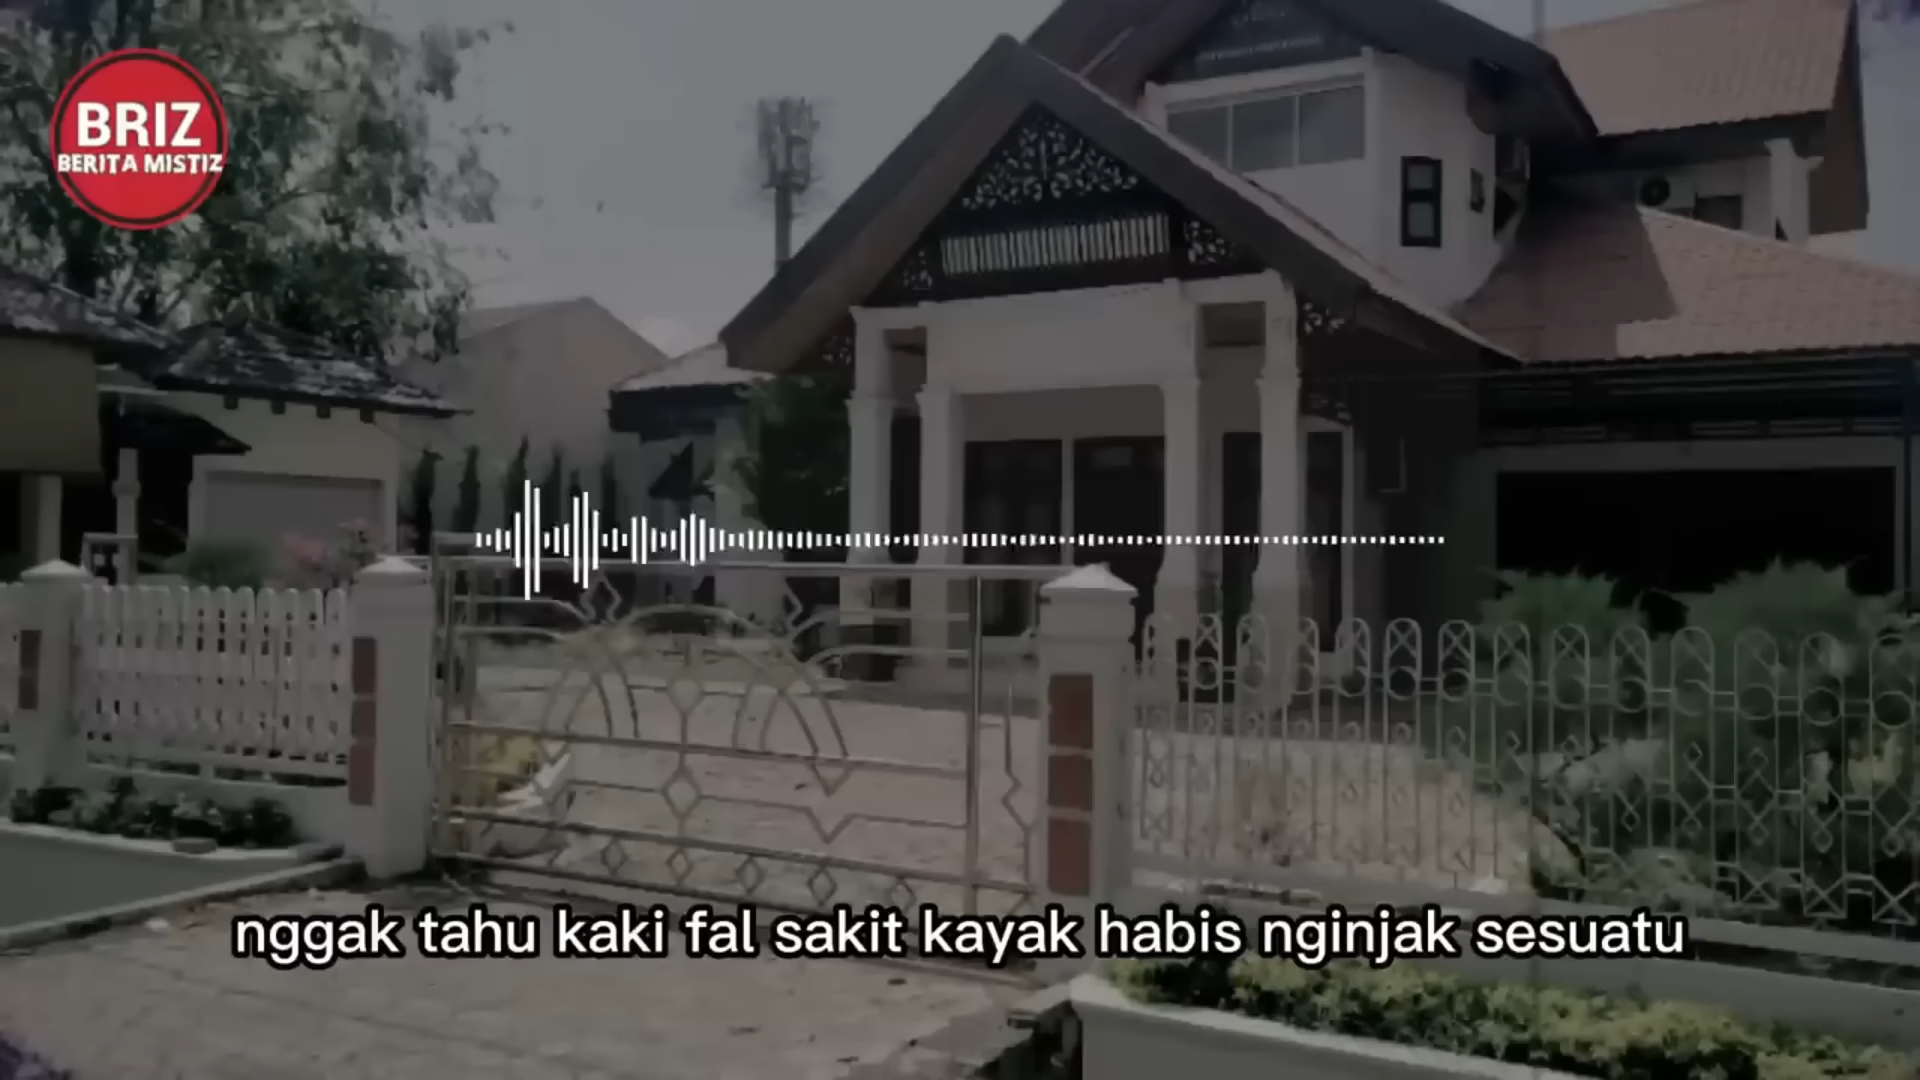 BRIZ
BERITA MISTIZ
nggak tahu kaki fal sakit kayak habis nginjak sesuatu